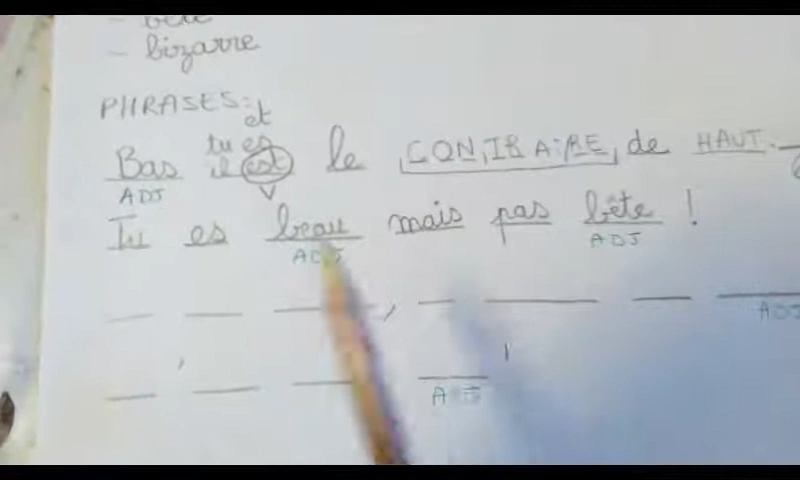 - bête
- bizarre
PHRASES:
et
tu es
Bas il est le CONTRAIRE, de HAUT.
ADJ V
Tu es beau mais pas bête !
ADJ ADJ
ADJ
ADJ